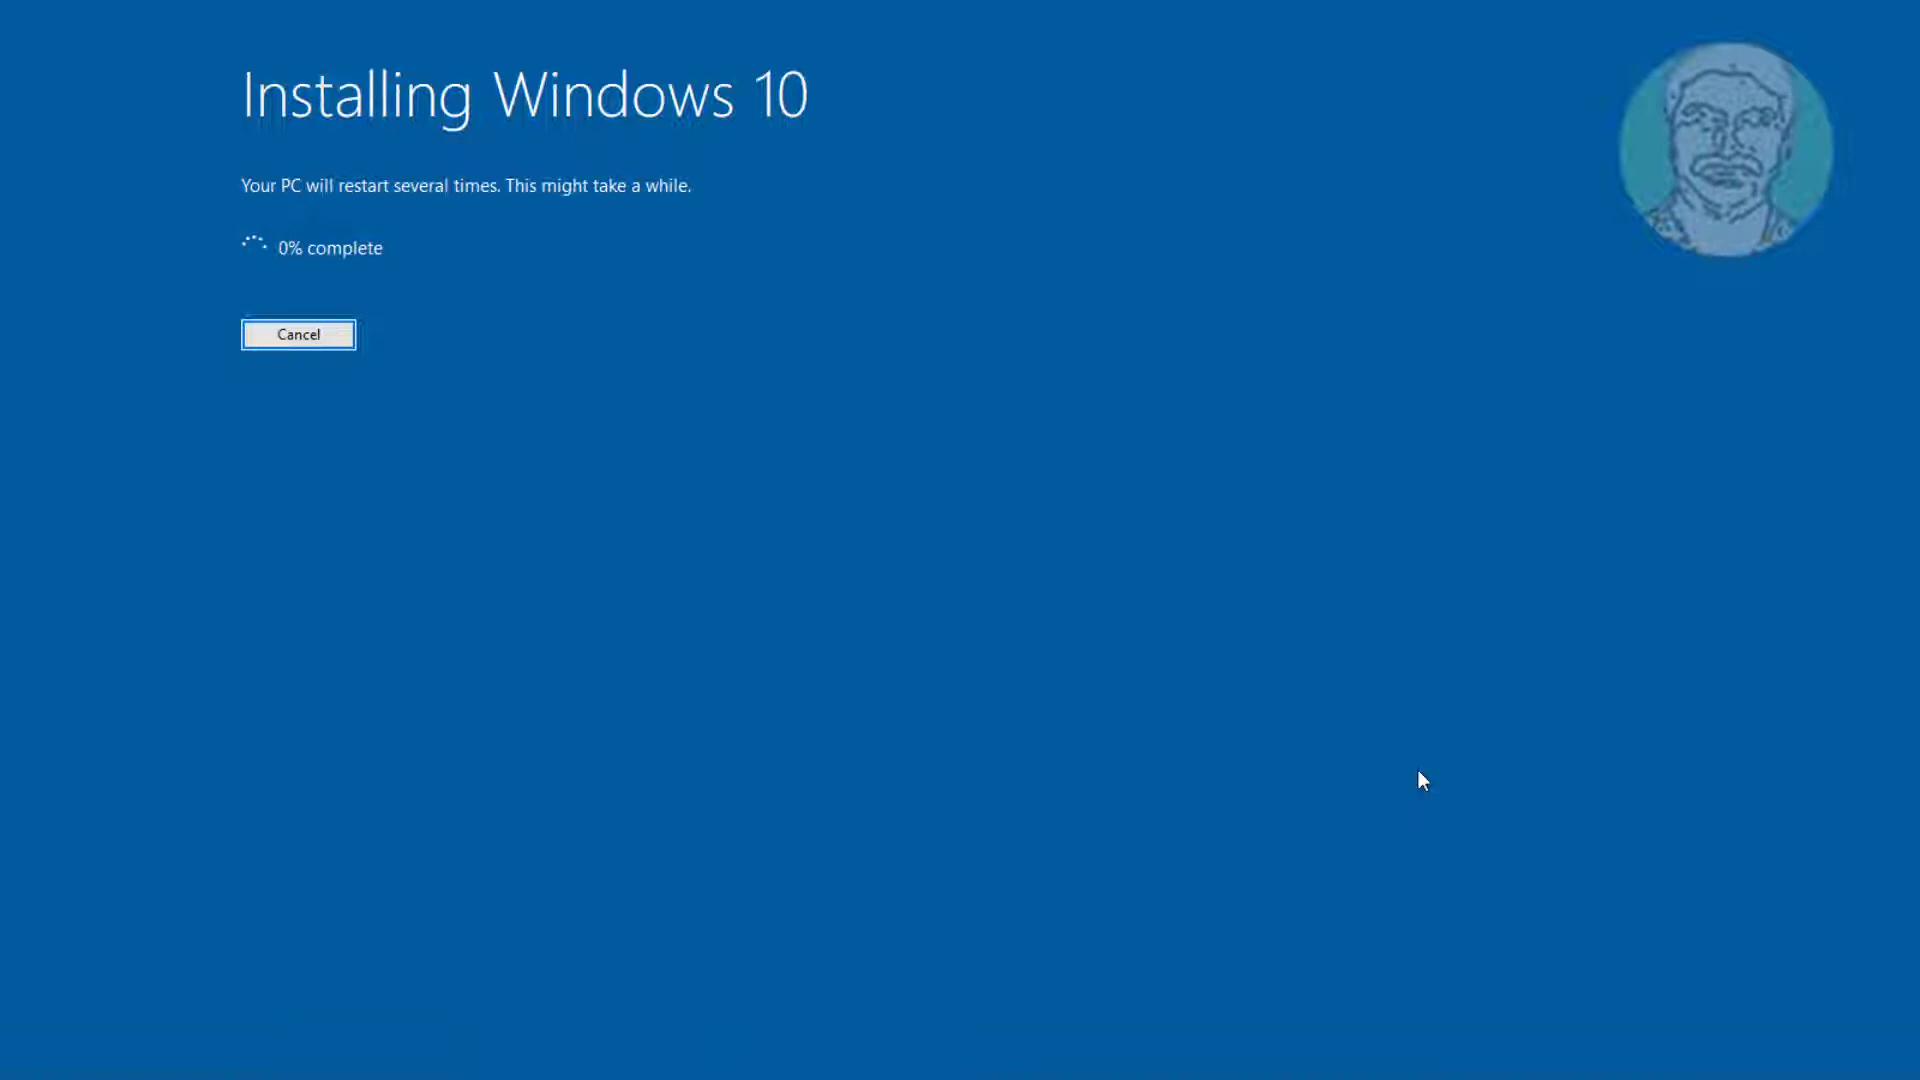 Installing Windows 10
Your PC will restart several times. This might take a while.
0% complete
Cancel